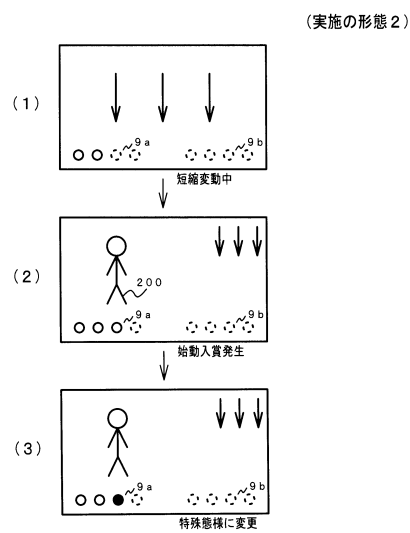 (実施の形態２)
(１)
９a ９b
短縮変動中
(２)
２００
９a ９b
始動入賞発生
(３)
９a ９b
特殊態様に変更